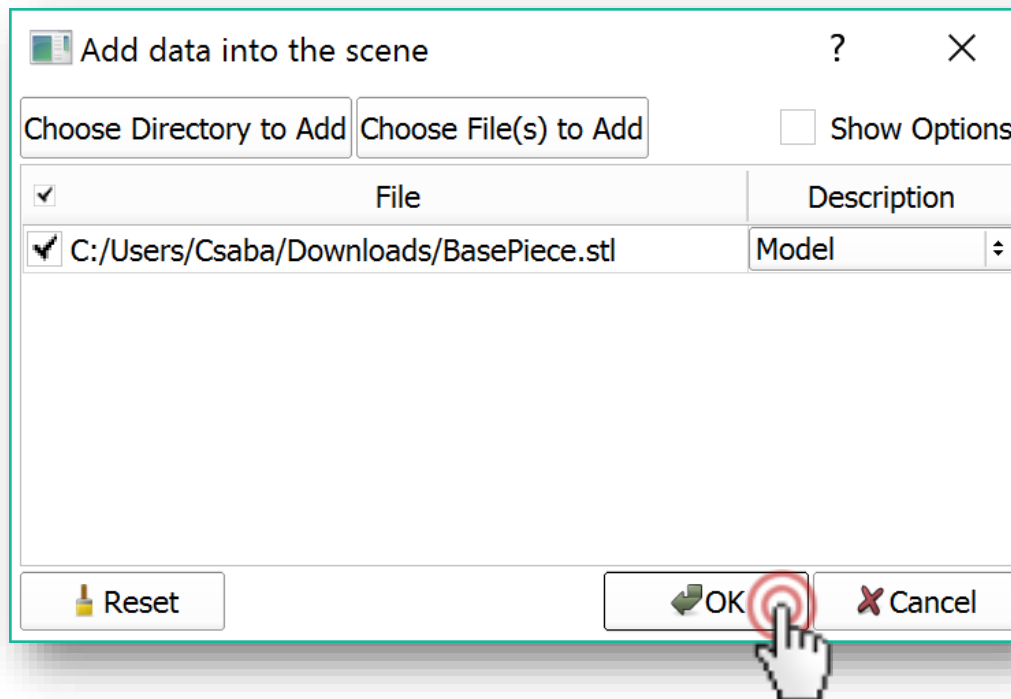 Add data into the scene ?
Choose Directory to Add Choose File(s) to Add Show Options
File Description
C:/Users/Csaba/Downloads/BasePiece.stl Model
Reset OK Cancel